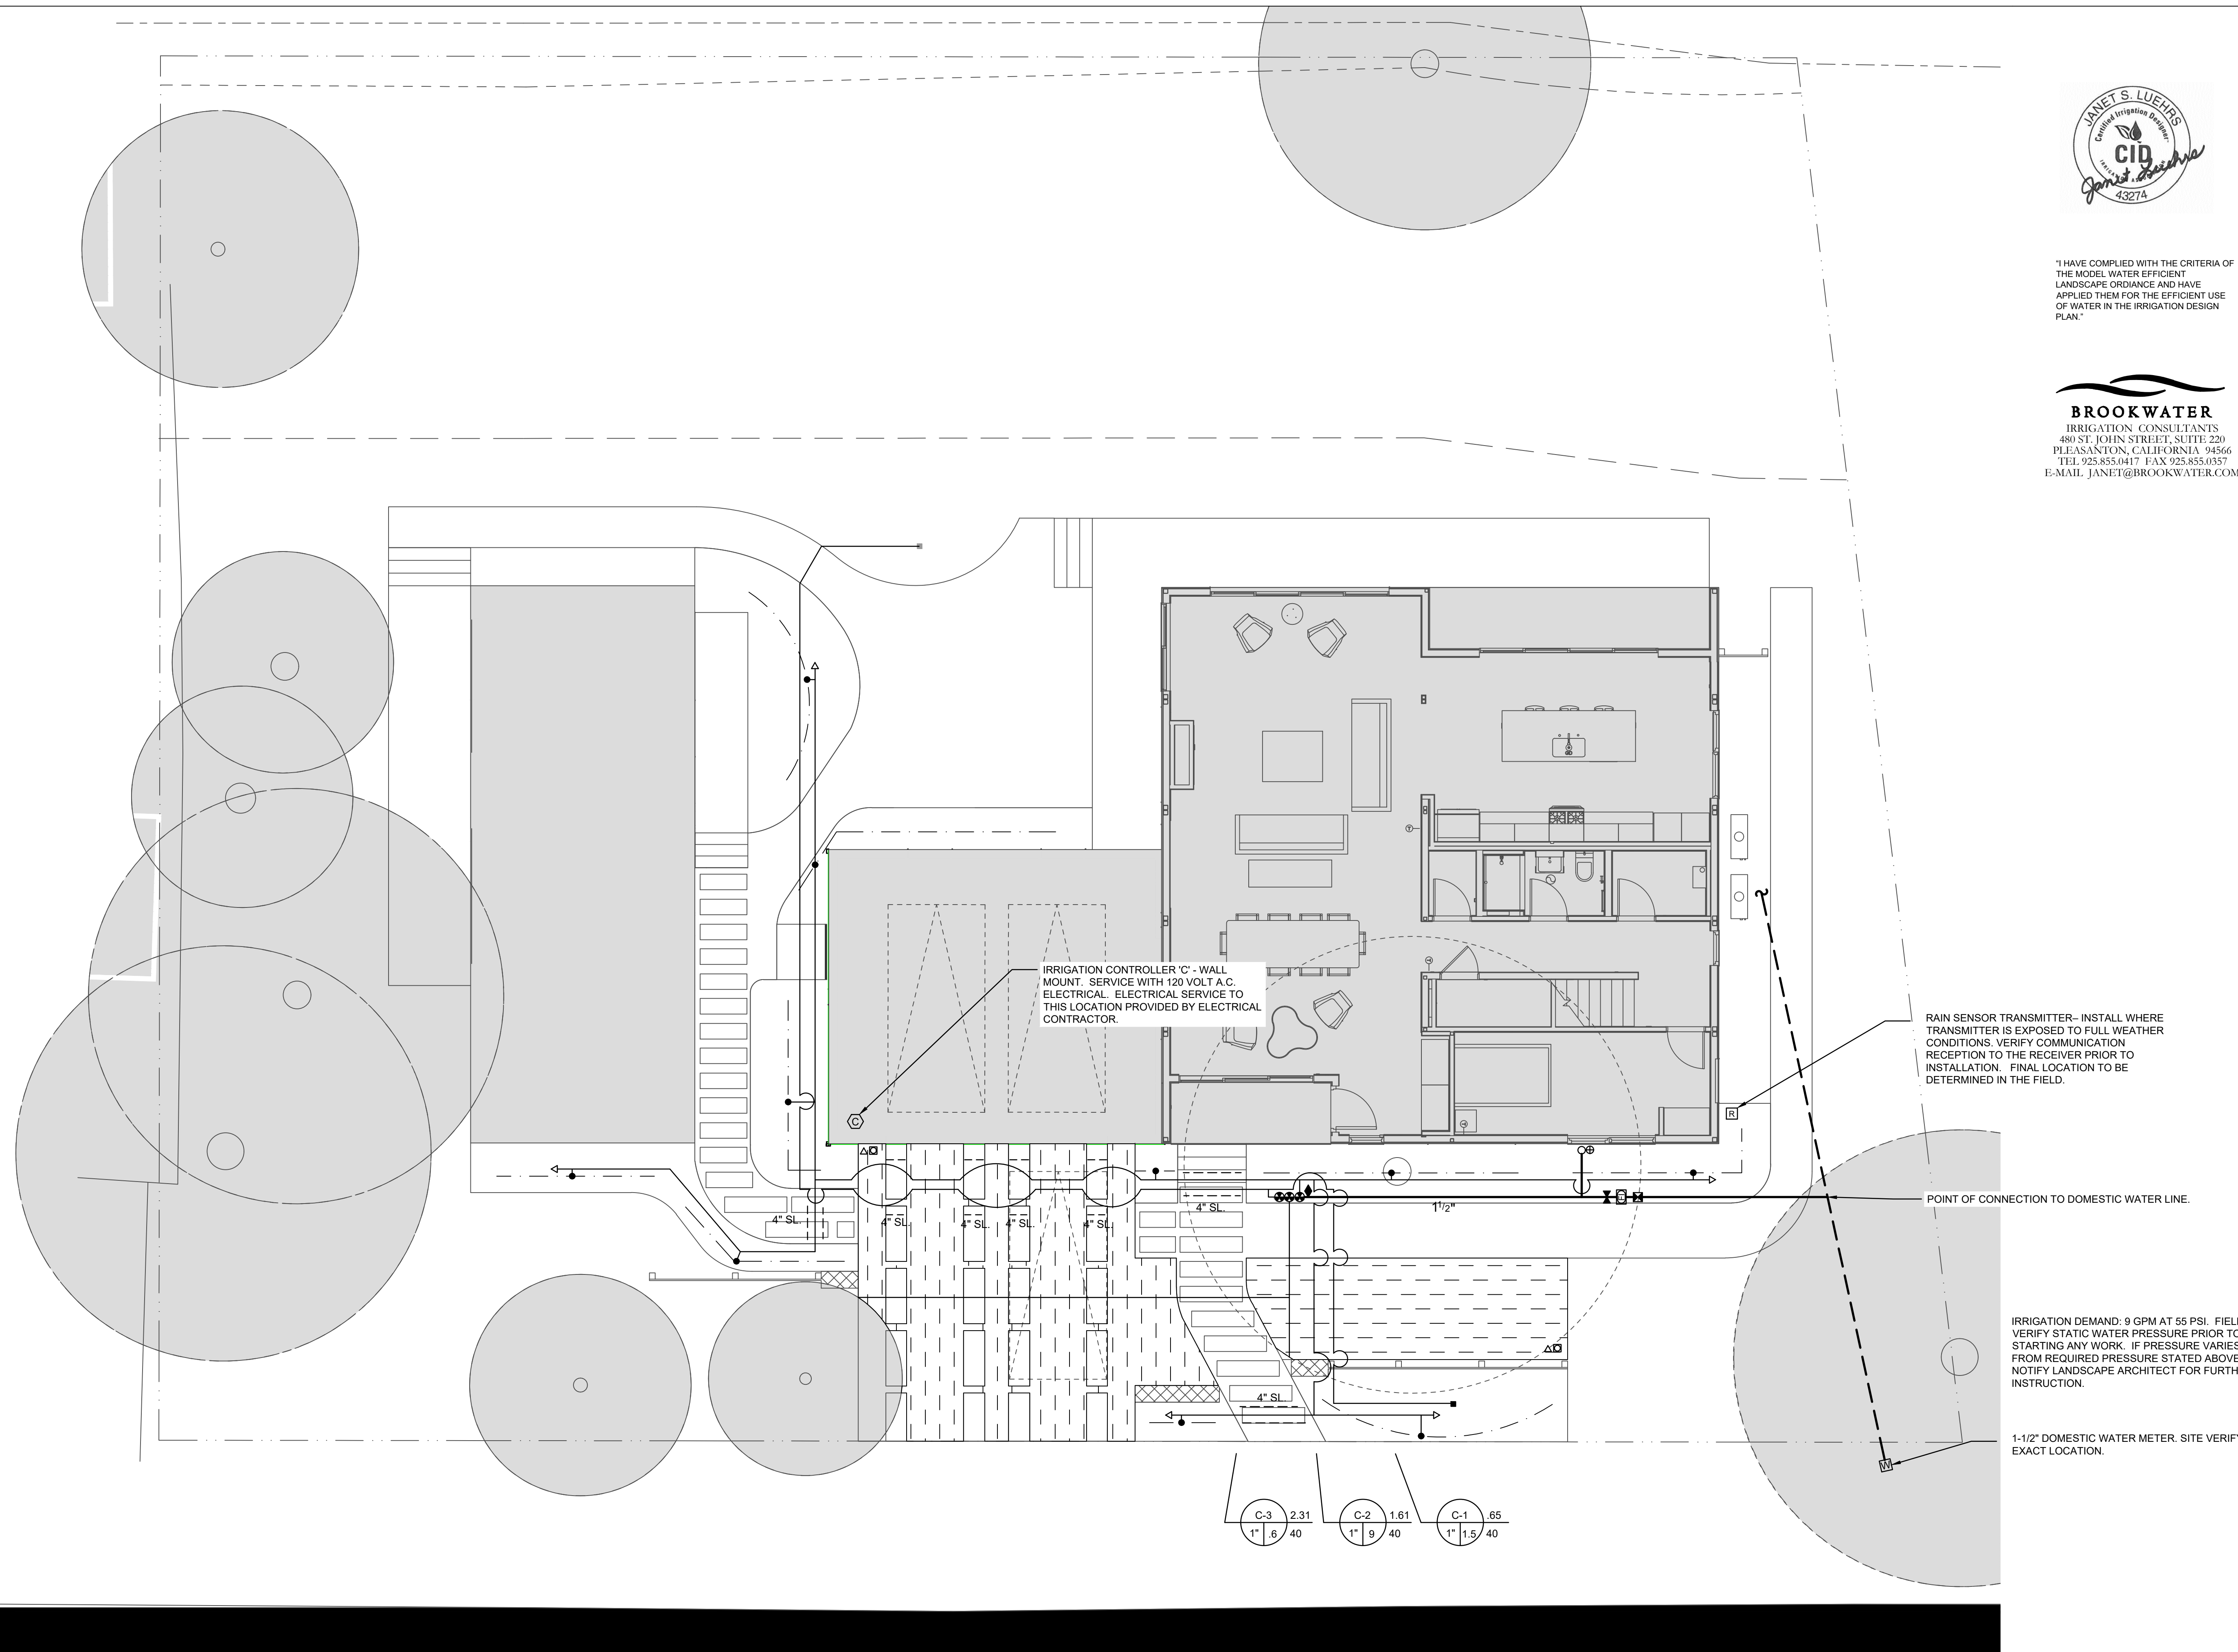 JANET S. LUEHRS
Certified Irrigation Designer
CID
Janet Luehrs
43274
"I HAVE COMPLIED WITH THE CRITERIA OF
THE MODEL WATER EFFICIENT
LANDSCAPE ORDIANCE AND HAVE
APPLIED THEM FOR THE EFFICIENT USE
OF WATER IN THE IRRIGATION DESIGN
PLAN."
BROOKWATER
IRRIGATION CONSULTANTS
480 ST. JOHN STREET, SUITE 220
PLEASANTON, CALIFORNIA 94566
TEL 925.855.0417 FAX 925.855.0357
E-MAIL JANET@BROOKWATER.COM
IRRIGATION CONTROLLER 'C' - WALL
MOUNT. SERVICE WITH 120 VOLT A.C.
ELECTRICAL. ELECTRICAL SERVICE TO
THIS LOCATION PROVIDED BY ELECTRICAL
CONTRACTOR.
C
RAIN SENSOR TRANSMITTER– INSTALL WHERE
TRANSMITTER IS EXPOSED TO FULL WEATHER
CONDITIONS. VERIFY COMMUNICATION
RECEPTION TO THE RECEIVER PRIOR TO
INSTALLATION. FINAL LOCATION TO BE
DETERMINED IN THE FIELD.
R
POINT OF CONNECTION TO DOMESTIC WATER LINE.
1 1/2"
4" SL.
4" SL.
4" SL.
4" SL.
4" SL.
4" SL.
4" SL.
IRRIGATION DEMAND: 9 GPM AT 55 PSI. FIEL
VERIFY STATIC WATER PRESSURE PRIOR TO
STARTING ANY WORK. IF PRESSURE VARIES
FROM REQUIRED PRESSURE STATED ABOVE
NOTIFY LANDSCAPE ARCHITECT FOR FURTH
INSTRUCTION.
1-1/2" DOMESTIC WATER METER. SITE VERIFY
EXACT LOCATION.
W
C-3 2.31
1" .6 40
C-2 1.61
1" 9 40
C-1 .65
1" 1.5 40